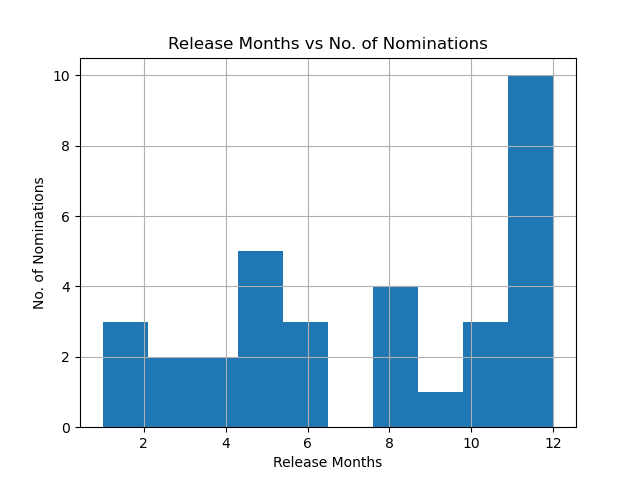 Release Months vs No. of Nominations
10
8
6
4
2
0
No. of Nominations
2 4 6 8 10 12
Release Months